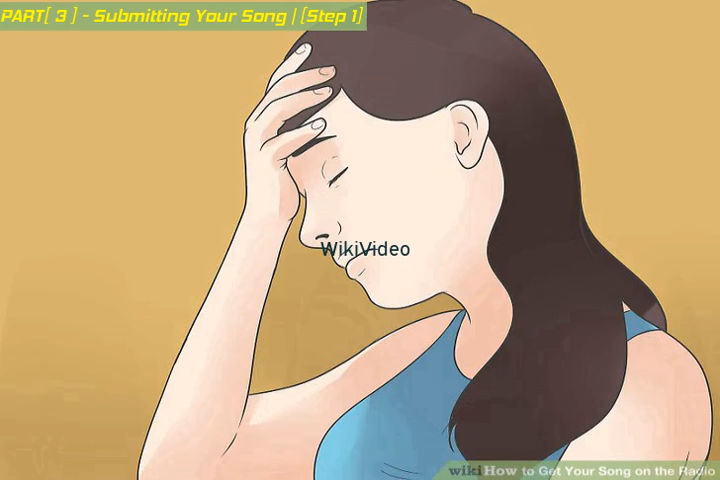 PART[ 3 ] - Submitting Your Song | [Step 1]
WikiVideo
wikiHow to Get Your Song on the Radio